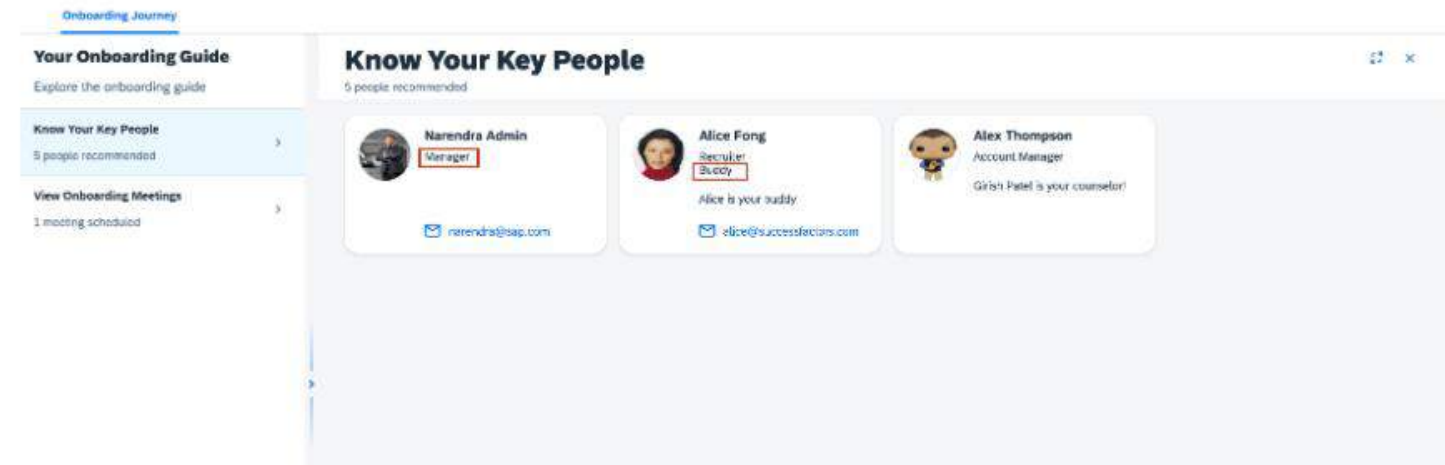 Onboarding Journey
Your Onboarding Guide
Explore the onboarding guide
Know Your Key People
5 people recommended
View Onboarding Meetings
1 meeting scheduled
Know Your Key People
5 people recommended
Narendra Admin
Manager
narendra@sap.com
Alice Fong
Recruiter
Buddy
Alice is your buddy
alice@successfactors.com
Alex Thompson
Account Manager
Girish Patel is your counselor!